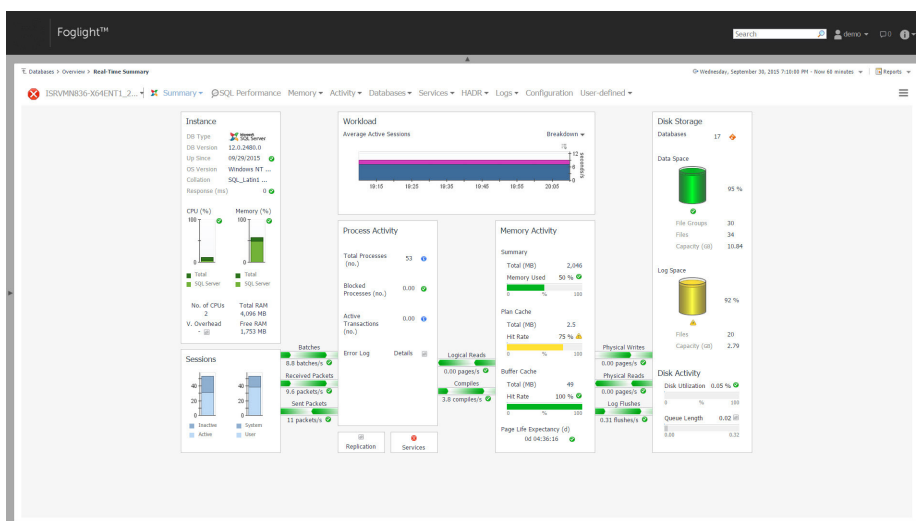 Foglight™
Search
demo
0
Databases > Overview > Real-Time Summary
Wednesday, September 30, 2015 7:10:00 PM - Now 60 minutes
Reports
ISRVMN836-X64ENT1_2...
Summary
SQL Performance
Memory
Activity
Databases
Services
HADR
Logs
Configuration
User-defined
Instance
DB Type SQL Server
DB Version 12.0.2480.0
Up Since 09/29/2015
OS Version Windows NT ...
Collation SQL_Latin1 ...
Response (ms) 0
CPU (%) Memory (%)
100 100
0 0
Total Total
SQL Server SQL Server
No. of CPUs Total RAM
2 4,096 MB
V. Overhead Free RAM
- 1,753 MB
Sessions
40 40
20 20
0 0
Inactive System
Active User
Batches
8.8 batches/s
Received Packets
9.6 packets/s
Sent Packets
11 packets/s
Workload
Average Active Sessions Breakdown
12
6
0
sessions/s
19:15 19:25 19:35 19:45 19:55 20:05
Process Activity
Total Processes (no.) 53
Blocked Processes (no.) 0.00
Active Transactions (no.) 0.00
Error Log Details
Replication
Services
Logical Reads
0.00 pages/s
Compiles
3.8 compiles/s
Memory Activity
Summary
Total (MB) 2,046
Memory Used 50 %
0 % 100
Plan Cache
Total (MB) 2.5
Hit Rate 75 %
0 % 100
Buffer Cache
Total (MB) 49
Hit Rate 100 %
0 % 100
Page Life Expectancy (d)
0d 04:36:16
Physical Writes
0.00 pages/s
Physical Reads
0.00 pages/s
Log Flushes
0.31 flushes/s
Disk Storage
Databases 17
Data Space
95 %
File Groups 30
Files 34
Capacity (GB) 10.84
Log Space
92 %
Files 20
Capacity (GB) 2.79
Disk Activity
Disk Utilization 0.05 %
0 % 100
Queue Length 0.02
0.00 0.32